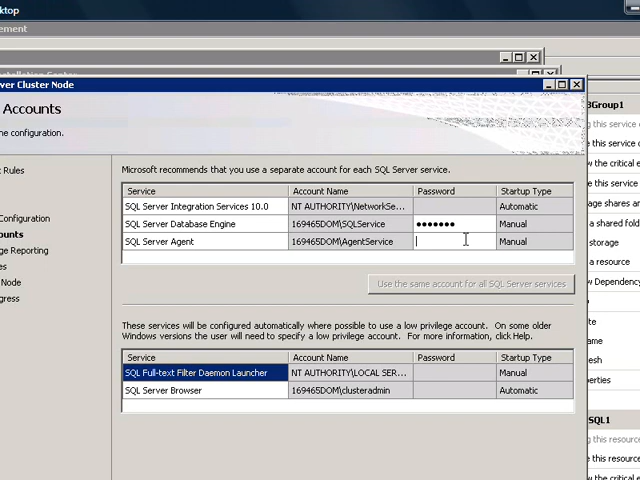 ktop
ement
ver Cluster Node
Accounts
he configuration.
t Rules
Configuration
ounts
ge Reporting
es
Node
gress
Microsoft recommends that you use a separate account for each SQL Server service.
Service Account Name Password Startup Type
SQL Server Integration Services 10.0 NT AUTHORITY\NetworkSe... Automatic
SQL Server Database Engine 169465DOM\SQLService ●●●●●●● Manual
SQL Server Agent 169465DOM\AgentService Manual
Use the same account for all SQL Server services
These services will be configured automatically where possible to use a low privilege account. On some older
Windows versions the user will need to specify a low privilege account. For more information, click Help.
Service Account Name Password Startup Type
SQL Full-text Filter Daemon Launcher NT AUTHORITY\LOCAL SER... Manual
SQL Server Browser 169465DOM\clusteradmin Automatic
BGroup1
ng this service
e this service
w the critical e
e this service
age shares ar
d a shared fold
storage
a resource
w Dependency
te
ame
esh
perties
SQL1
ng this resource
e this resource
w the critical e